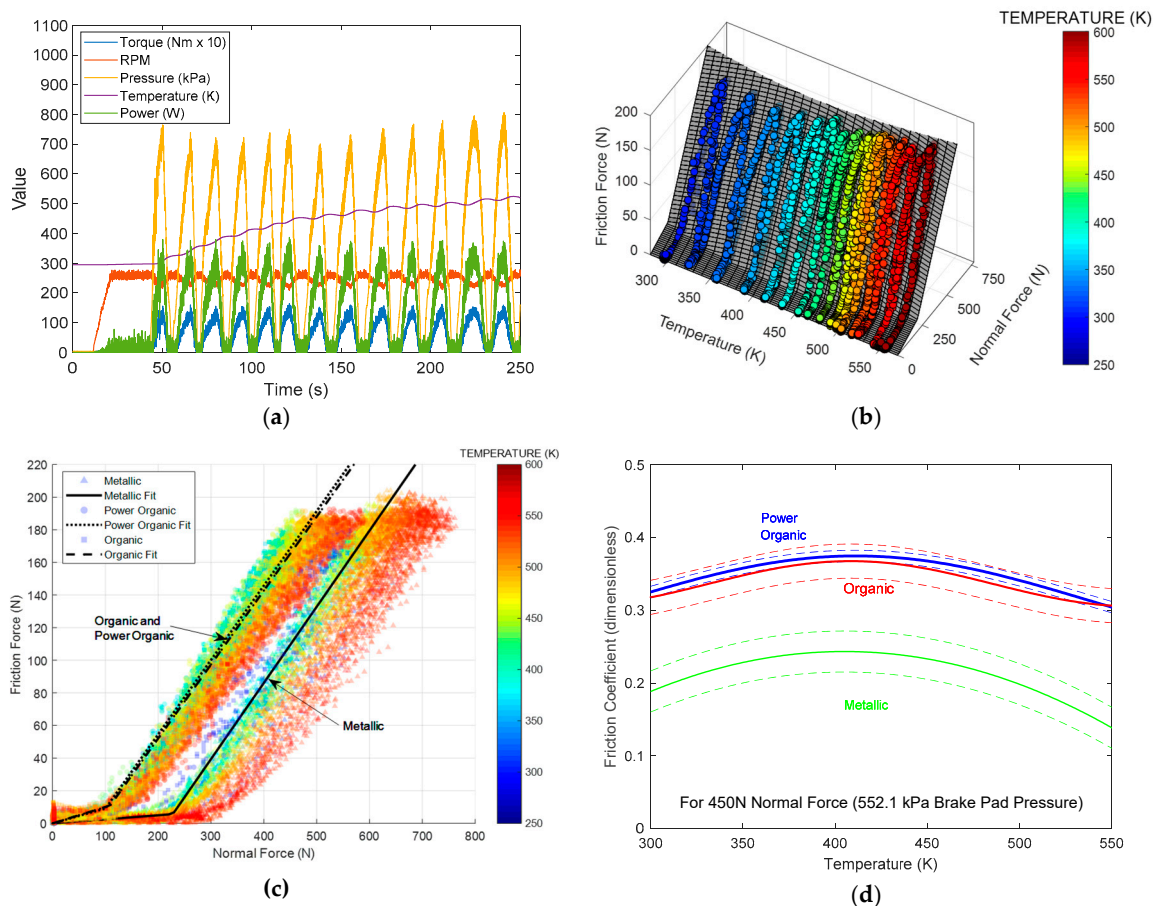 (a)
1100
1000
900
800
700
600
500
400
300
200
100
0
Value
Torque (Nm x 10)
RPM
Pressure (kPa)
Temperature (K)
Power (W)
0
50
100
150
200
250
Time (s)
TEMPERATURE (K)
600
550
500
450
400
350
300
250
200
150
100
50
0
Friction Force (N)
300
350
400
450
500
550
Temperature (K)
0
250
500
750
Normal Force (N)
(b)
TEMPERATURE (K)
600
550
500
450
400
350
300
250
220
200
180
160
140
120
100
80
60
40
20
0
Friction Force (N)
Metallic
Metallic Fit
Power Organic
Power Organic Fit
Organic
Organic Fit
Organic and
Power Organic
Metallic
0
100
200
300
400
500
600
700
800
Normal Force (N)
(c)
0.5
0.4
0.3
0.2
0.1
0
Friction Coefficient (dimensionless)
Power
Organic
Organic
Metallic
For 450N Normal Force (552.1 kPa Brake Pad Pressure)
300
350
400
450
500
550
Temperature (K)
(d)